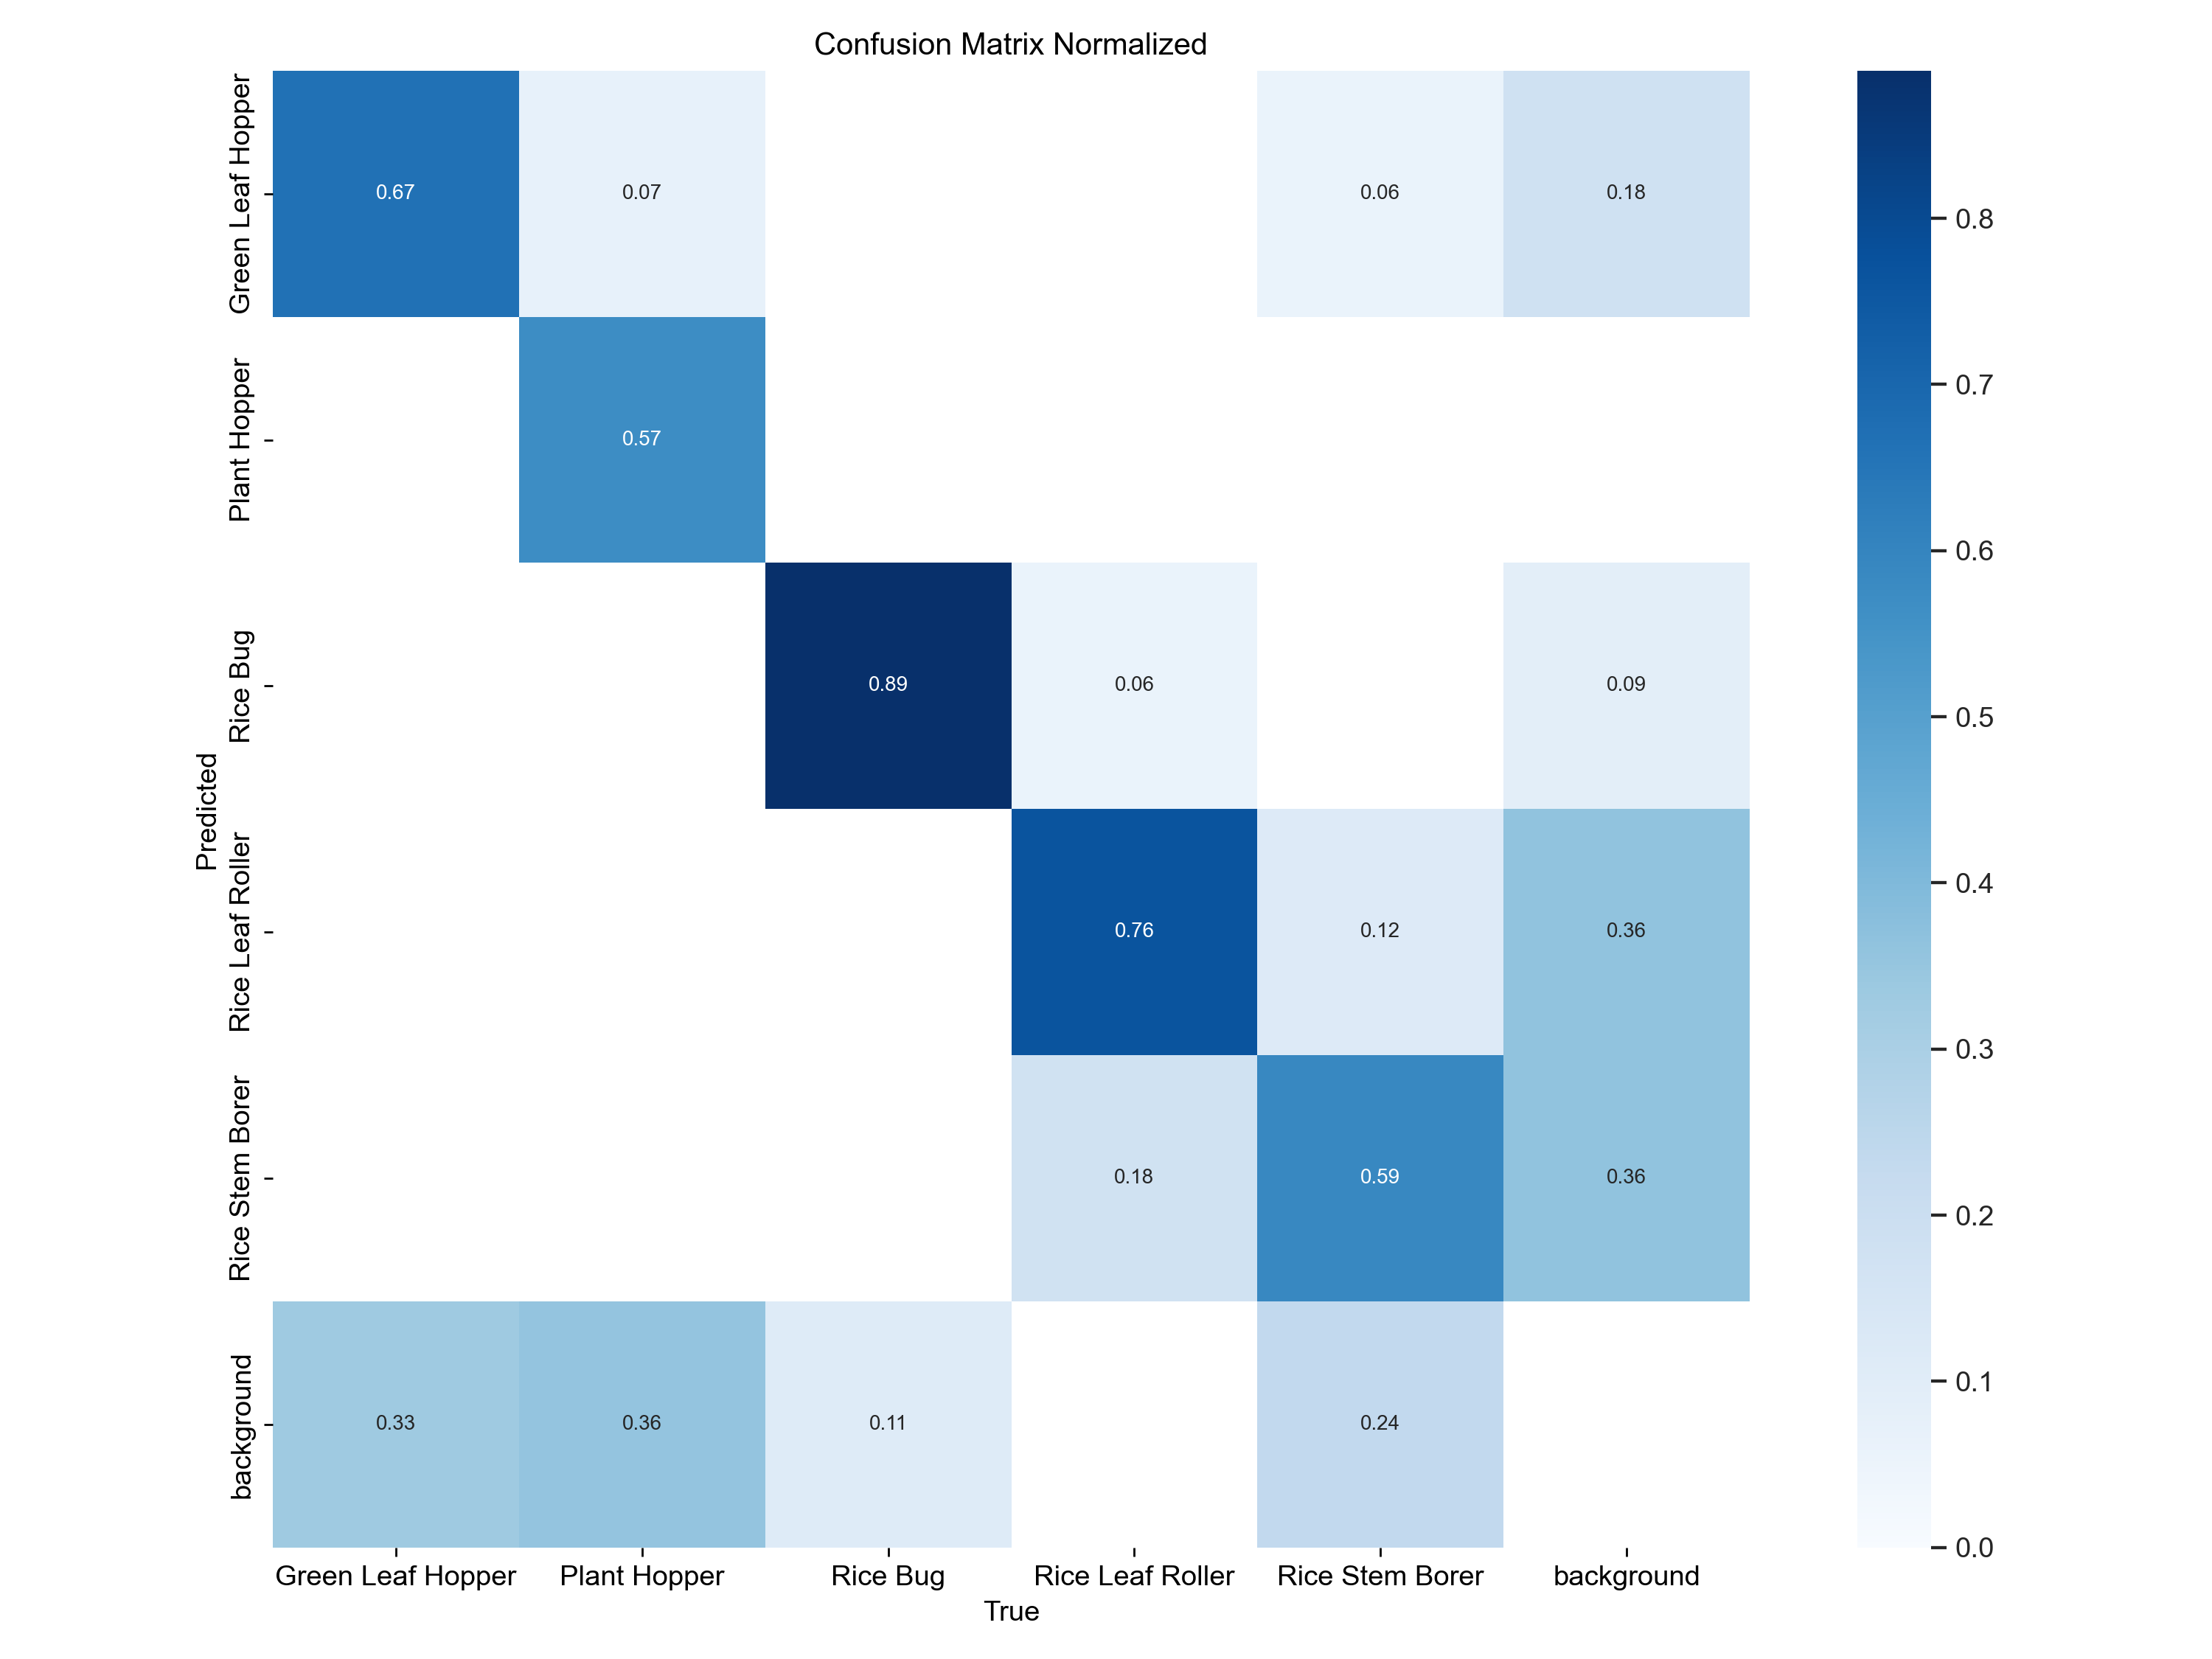 Confusion Matrix Normalized
Green Leaf Hopper
0.67
0.07
0.06
0.18
Plant Hopper
0.57
Rice Bug
0.89
0.06
0.09
Rice Leaf Roller
0.76
0.12
0.36
Rice Stem Borer
0.18
0.59
0.36
background
0.33
0.36
0.11
0.24
Predicted
Green Leaf Hopper
Plant Hopper
Rice Bug
Rice Leaf Roller
Rice Stem Borer
background
True
0.8
0.7
0.6
0.5
0.4
0.3
0.2
0.1
0.0